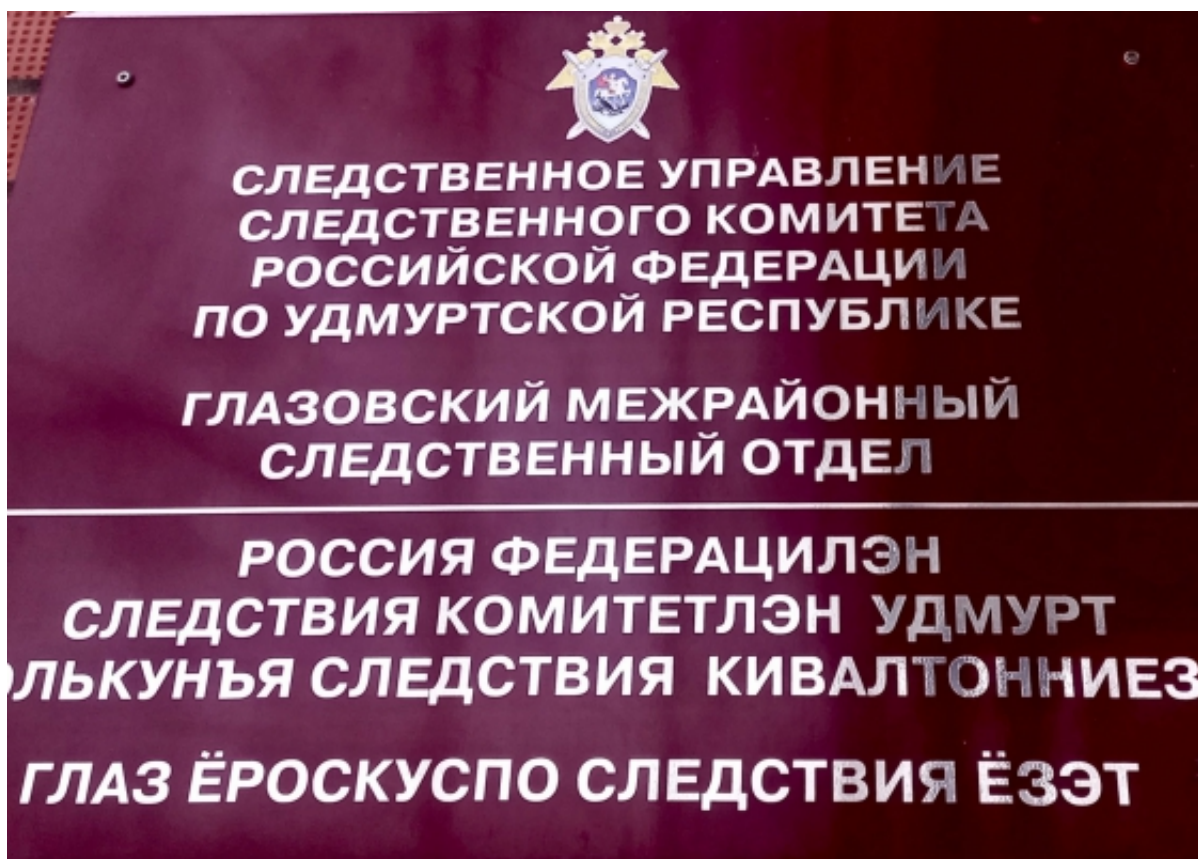 СЛЕДСТВЕННОЕ УПРАВЛЕНИЕ
СЛЕДСТВЕННОГО КОМИТЕТА
РОССИЙСКОЙ ФЕДЕРАЦИИ
ПО УДМУРТСКОЙ РЕСПУБЛИКЕ
ГЛАЗОВСКИЙ МЕЖРАЙОННЫЙ
СЛЕДСТВЕННЫЙ ОТДЕЛ
РОССИЯ ФЕДЕРАЦИЛЭН
СЛЕДСТВИЯ КОМИТЕТЛЭН УДМУРТ
СЛЕДСТВИЯ КИВАЛТОННИЕЗ
ГЛАЗ ЁРОСКУСПО СЛЕДСТВИЯ ЁЗЭТ